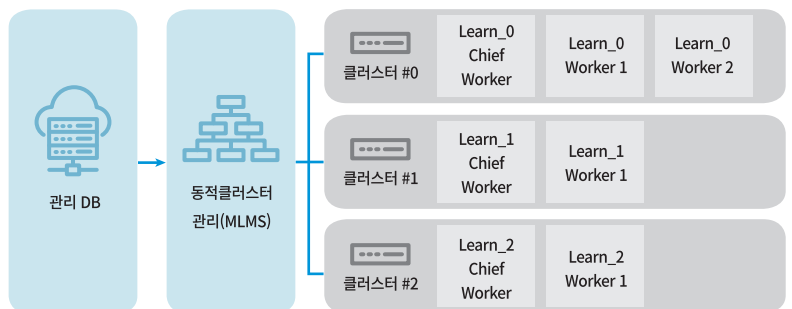 관리 DB
동적클러스터
관리(MLMS)
클러스터 #0
Learn_0
Chief
Worker
Learn_0
Worker 1
Learn_0
Worker 2
클러스터 #1
Learn_1
Chief
Worker
Learn_1
Worker 1
클러스터 #2
Learn_2
Chief
Worker
Learn_2
Worker 1